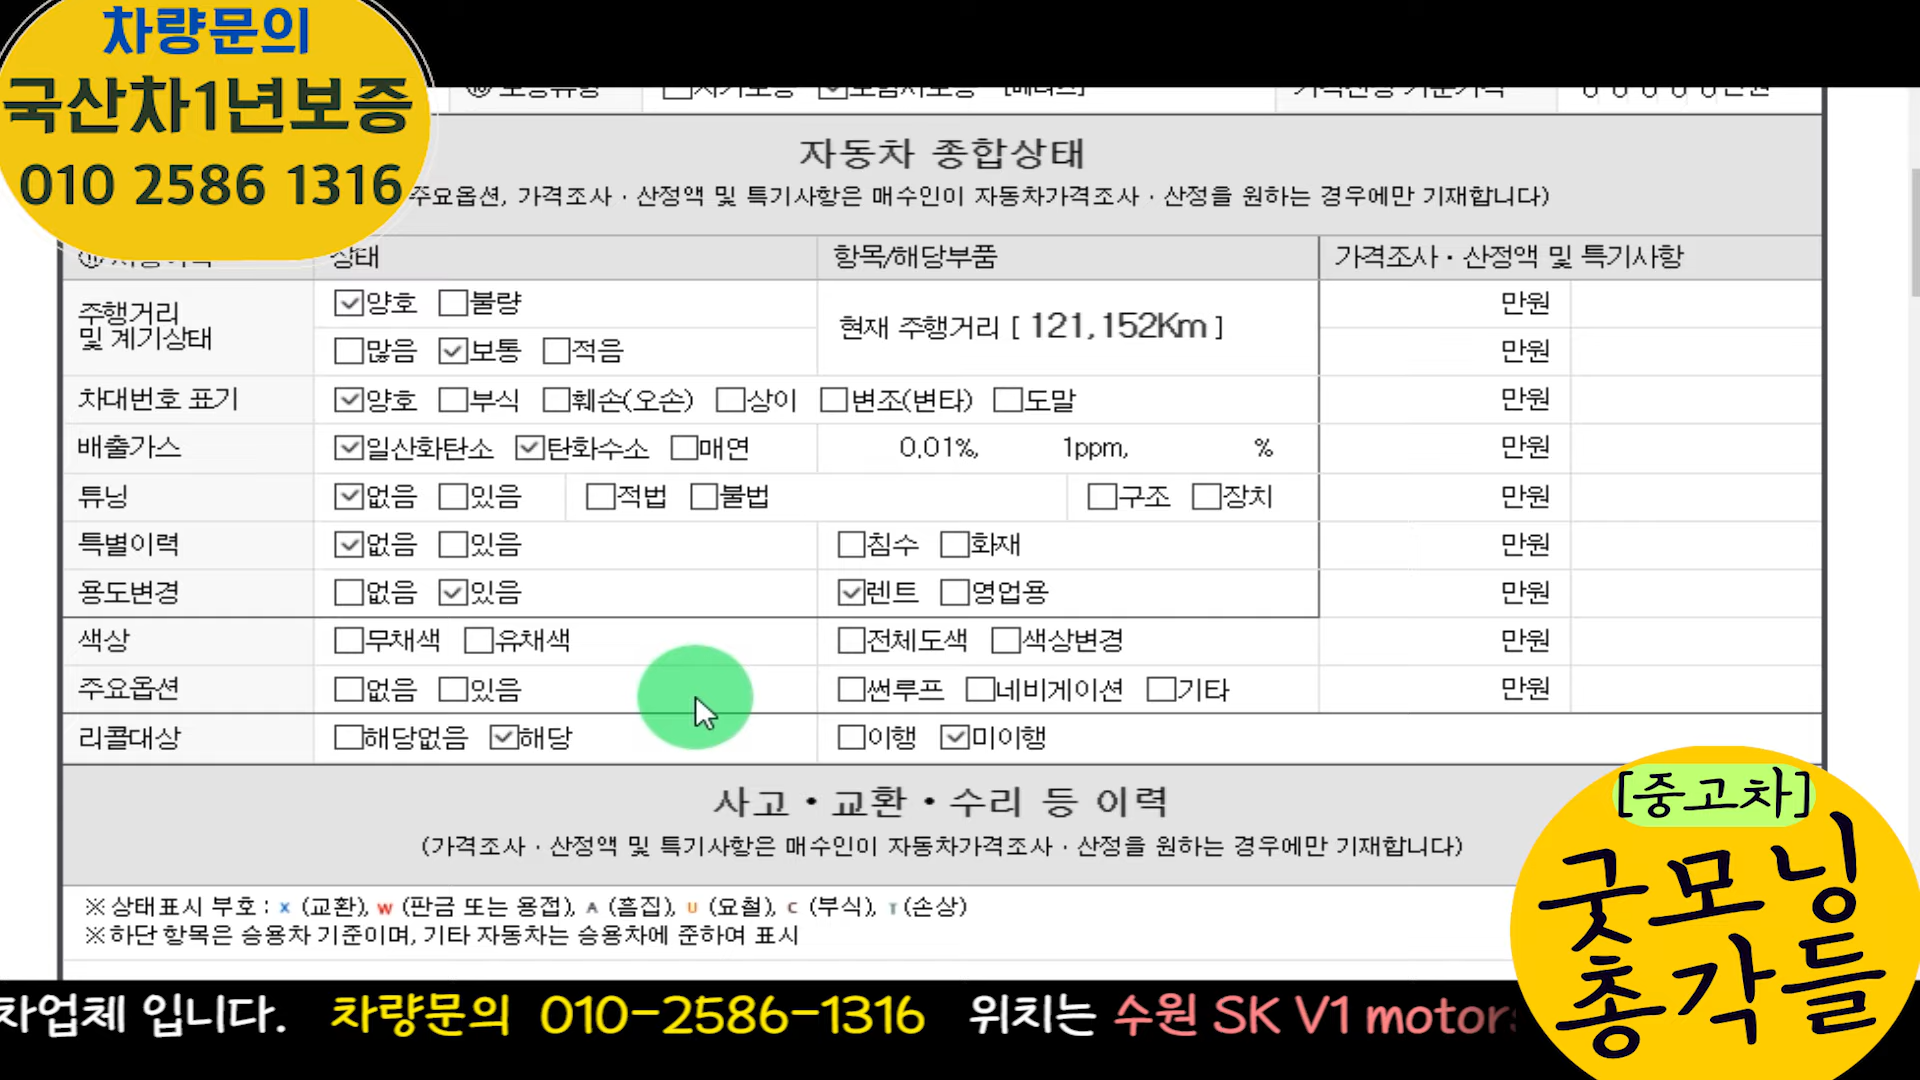 차량문의
국산차1년보증
010 2586 1316
자동차 종합상태
주요옵션, 가격조사 · 산정액 및 특기사항은 매수인이 자동차가격조사 · 산정을 원하는 경우에만 기재합니다)
상태 항목/해당부품 가격조사 · 산정액 및 특기사항
주행거리 및 계기상태 ☑양호 ☐불량 현재 주행거리 [ 121,152Km ] 만원
☐많음 ☑보통 ☐적음 만원
차대번호 표기 ☑양호 ☐부식 ☐훼손(오손) ☐상이 ☐변조(변타) ☐도말 만원
배출가스 ☑일산화탄소 ☑탄화수소 ☐매연 0.01%, 1ppm, % 만원
튜닝 ☑없음 ☐있음 ☐적법 ☐불법 ☐구조 ☐장치 만원
특별이력 ☑없음 ☐있음 ☐침수 ☐화재 만원
용도변경 ☐없음 ☑있음 ☑렌트 ☐영업용 만원
색상 ☐무채색 ☐유채색 ☐전체도색 ☐색상변경 만원
주요옵션 ☐없음 ☐있음 ☐썬루프 ☐네비게이션 ☐기타 만원
리콜대상 ☐해당없음 ☑해당 ☐이행 ☑미이행
사고 • 교환 • 수리 등 이력
(가격조사 · 산정액 및 특기사항은 매수인이 자동차가격조사 · 산정을 원하는 경우에만 기재합니다)
※ 상태표시 부호 : X (교환), W (판금 또는 용접), A (흠집), U (요철), C (부식), T (손상)
※ 하단 항목은 승용차 기준이며, 기타 자동차는 승용차에 준하여 표시
[중고차]
굿모닝
총각들
차업체 입니다. 차량문의 010-2586-1316 위치는 수원 SK V1 motors